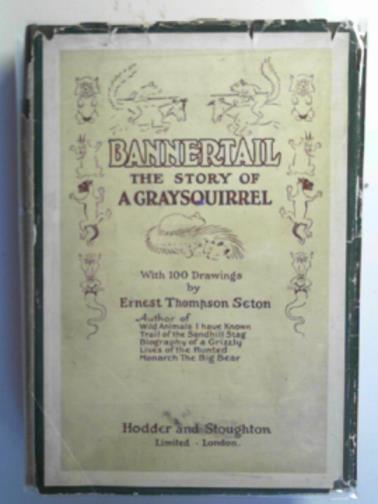 BANNERTAIL
THE STORY OF
A GRAYSQUIRREL
With 100 Drawings
by
Ernest Thompson Seton
Author of
Wild Animals I have Known
Trail of the Sandhill Stag
Biography of a Grizzly
Lives of the Hunted
Monarch The Big Bear
Hodder and Stoughton
Limited - London.